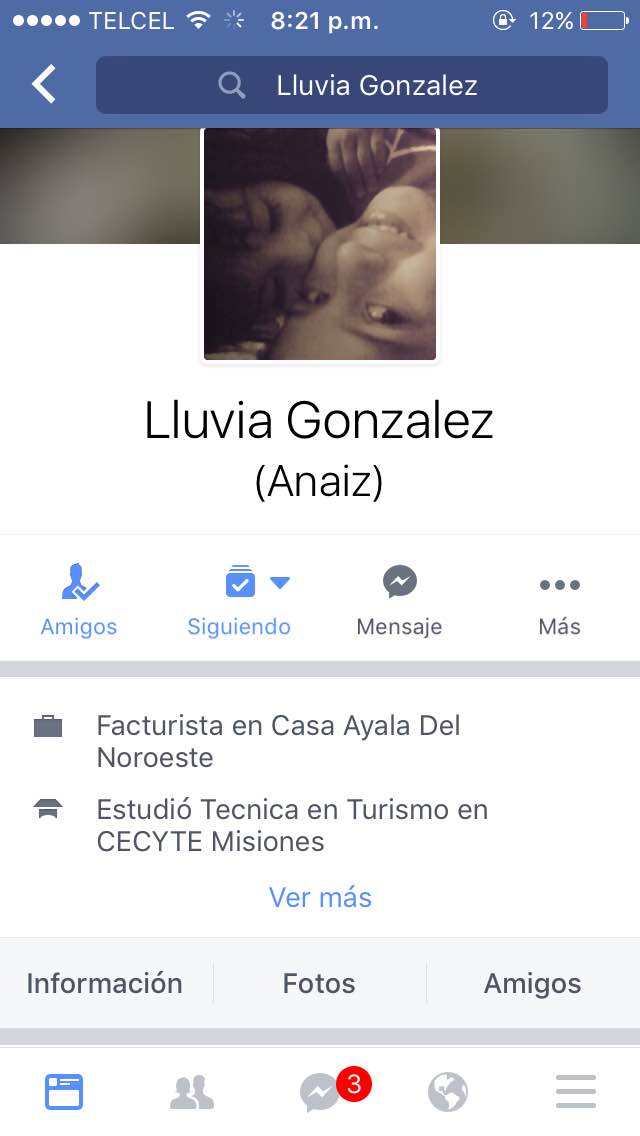 TELCEL 8:21 p.m. 12%
Lluvia Gonzalez
Lluvia Gonzalez
(Anaiz)
Amigos Siguiendo Mensaje Más
Facturista en Casa Ayala Del
Noroeste
Estudió Tecnica en Turismo en
CECYTE Misiones
Ver más
Información Fotos Amigos
3